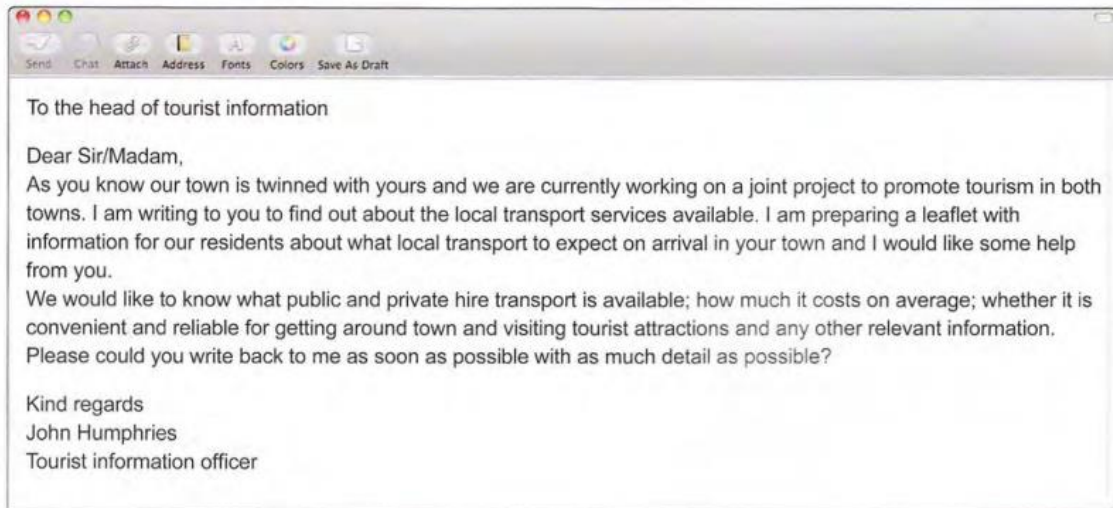 Send Chat Attach Address Fonts Colors Save As Draft
To the head of tourist information
Dear Sir/Madam,
As you know our town is twinned with yours and we are currently working on a joint project to promote tourism in both
towns. I am writing to you to find out about the local transport services available. I am preparing a leaflet with
information for our residents about what local transport to expect on arrival in your town and I would like some help
from you.
We would like to know what public and private hire transport is available; how much it costs on average; whether it is
convenient and reliable for getting around town and visiting tourist attractions and any other relevant information.
Please could you write back to me as soon as possible with as much detail as possible?
Kind regards
John Humphries
Tourist information officer